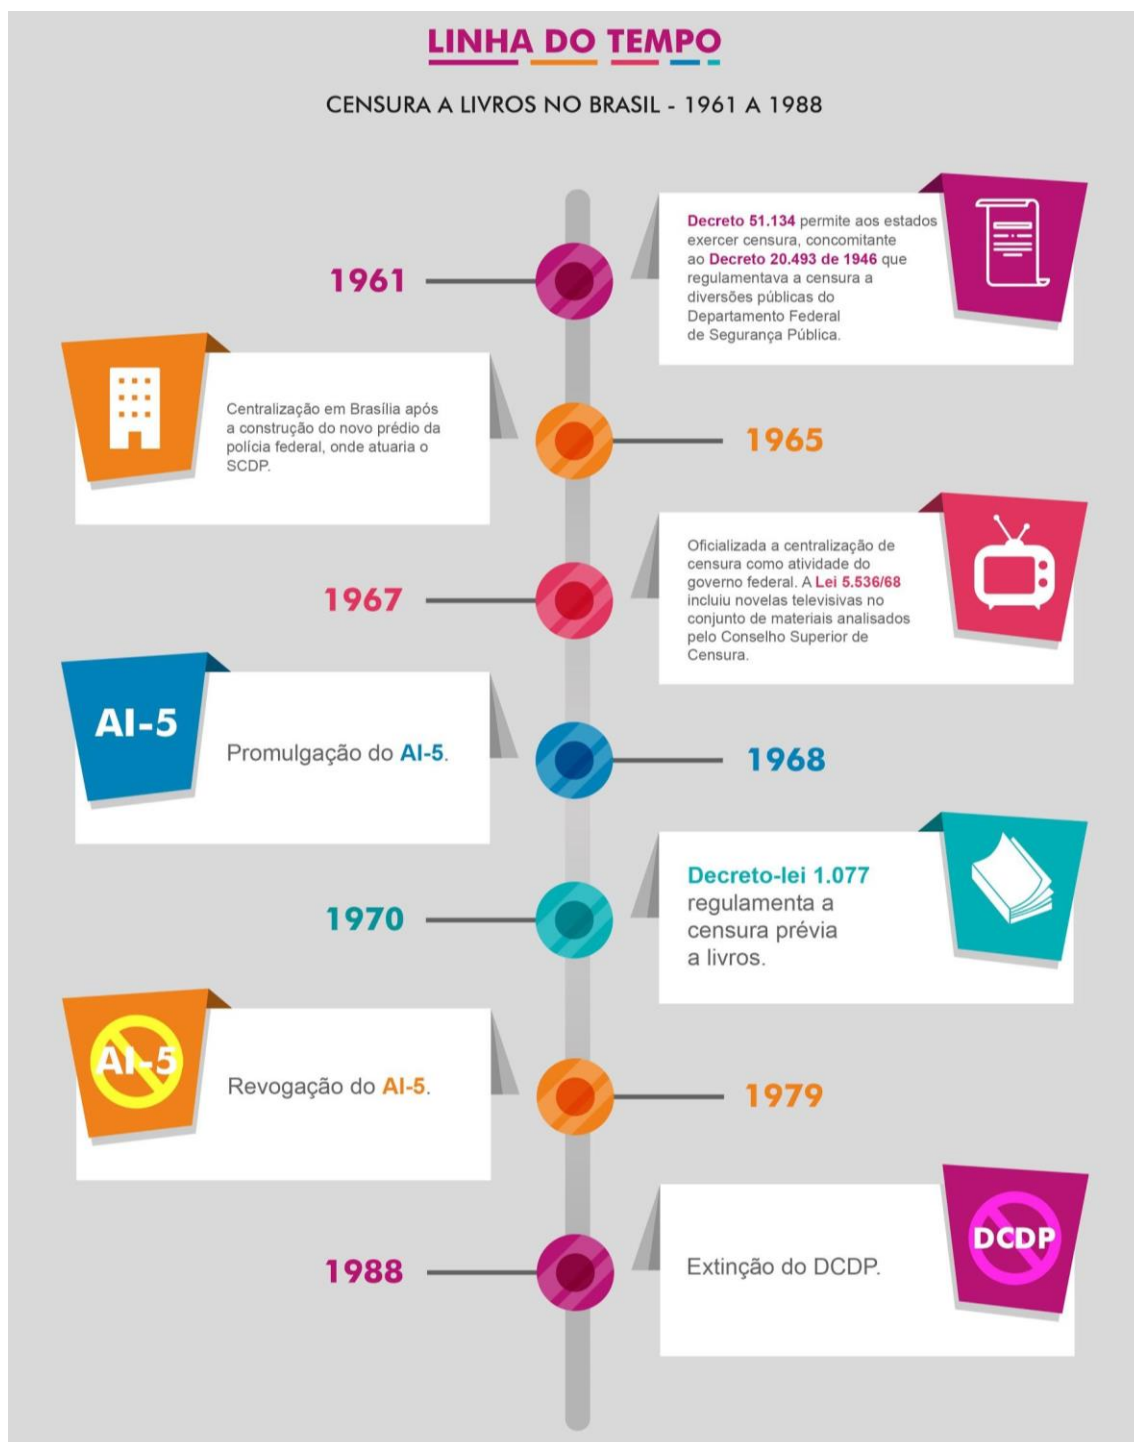 LINHA DO TEMPO
CENSURA A LIVROS NO BRASIL - 1961 A 1988
1961
Decreto 51.134 permite aos estados
exercer censura, concomitante
ao Decreto 20.493 de 1946 que
regulamentava a censura a
diversões públicas do
Departamento Federal
de Segurança Pública.
Centralização em Brasília após
a construção do novo prédio da
polícia federal, onde atuaria o
SCDP.
1965
1967
Oficializada a centralização de
censura como atividade do
governo federal. A Lei 5.536/68
incluiu novelas televisivas no
conjunto de materiais analisados
pelo Conselho Superior de
Censura.
AI-5
Promulgação do AI-5.
1968
1970
Decreto-lei 1.077
regulamenta a
censura prévia
a livros.
AI-5
Revogação do AI-5.
1979
1988
Extinção do DCDP.
DCDP